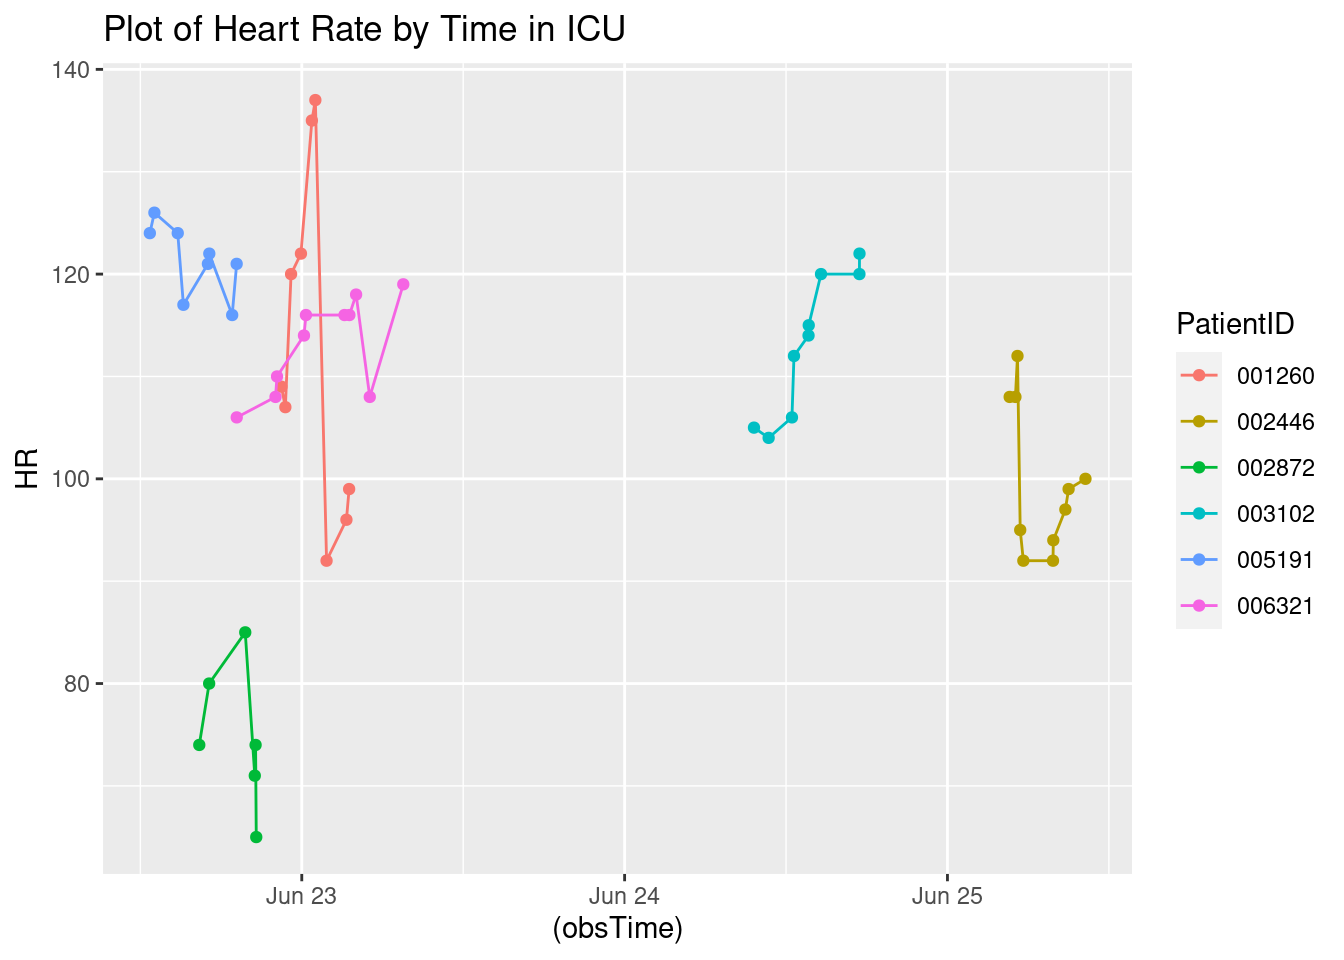 Plot of Heart Rate by Time in ICU
140
120
100
80
HR
Jun 23
Jun 24
Jun 25
(obsTime)
PatientID
001260
002446
002872
003102
005191
006321